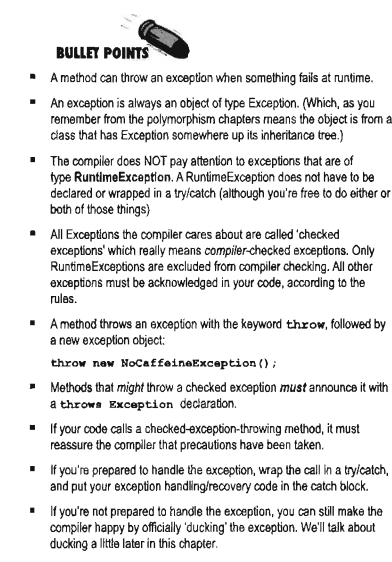 BULLET POINTS
▪ A method can throw an exception when something fails at runtime.
▪ An exception is always an object of type Exception. (Which, as you
remember from the polymorphism chapters means the object is from a
class that has Exception somewhere up its inheritance tree.)
▪ The compiler does NOT pay attention to exceptions that are of
type RuntimeException. A RuntimeException does not have to be
declared or wrapped in a try/catch (although you're free to do either or
both of those things)
▪ All Exceptions the compiler cares about are called 'checked
exceptions' which really means compiler-checked exceptions. Only
RuntimeExceptions are excluded from compiler checking. All other
exceptions must be acknowledged in your code, according to the
rules.
▪ A method throws an exception with the keyword throw, followed by
a new exception object:
throw new NoCaffeineException();
▪ Methods that might throw a checked exception must announce it with
a throws Exception declaration.
▪ If your code calls a checked-exception-throwing method, it must
reassure the compiler that precautions have been taken.
▪ If you're prepared to handle the exception, wrap the call in a try/catch,
and put your exception handling/recovery code in the catch block.
▪ If you're not prepared to handle the exception, you can still make the
compiler happy by officially 'ducking' the exception. We'll talk about
ducking a little later in this chapter.